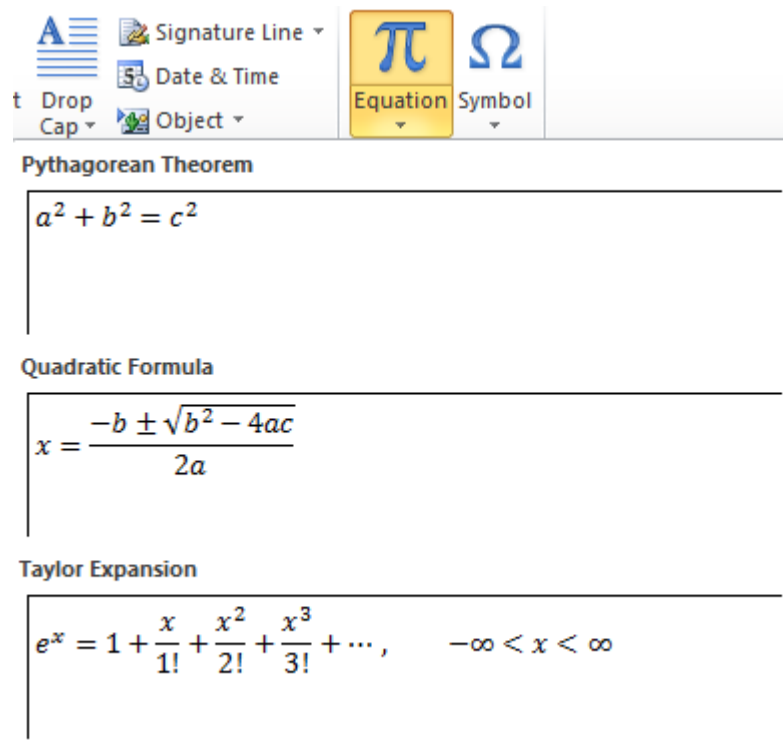 Signature Line
Date & Time
t Drop Cap
Object
π
Equation
Ω
Symbol
Pythagorean Theorem
a² + b² = c²
Quadratic Formula
x = (-b ± √(b² − 4ac)) / 2a
Taylor Expansion
eˣ = 1 + x/1! + x²/2! + x³/3! + ⋯ , −∞ < x < ∞